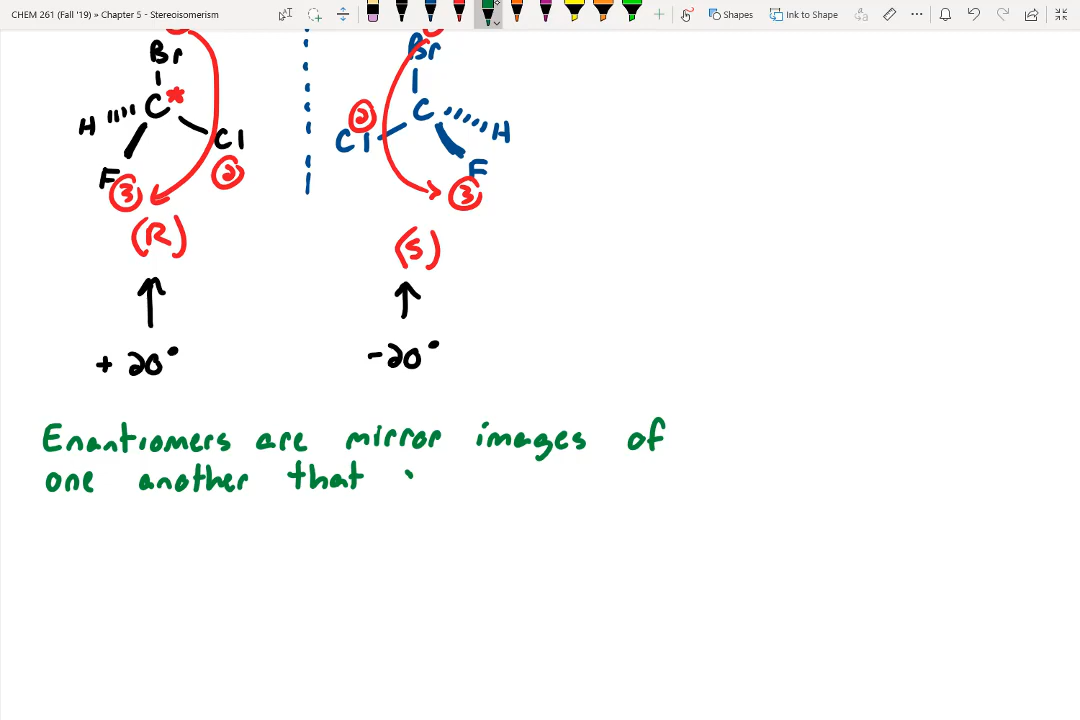 CHEM 261 (Fall '19) » Chapter 5 - Stereoisomerism
Shapes
Ink to Shape
Br
Br
C*
C
H
H
Cl
Cl
2
2
F
F
3
3
(R)
(S)
+ 20°
-20°
Enantiomers are mirror images of
one another that